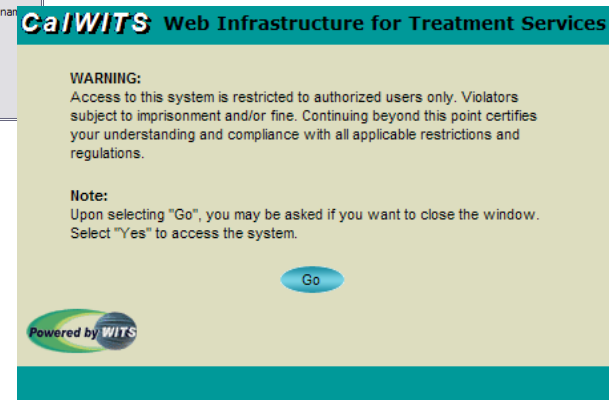 nam
CalWITS Web Infrastructure for Treatment Services
WARNING:
Access to this system is restricted to authorized users only. Violators
subject to imprisonment and/or fine. Continuing beyond this point certifies
your understanding and compliance with all applicable restrictions and
regulations.
Note:
Upon selecting "Go", you may be asked if you want to close the window.
Select "Yes" to access the system.
Go
Powered by WITS